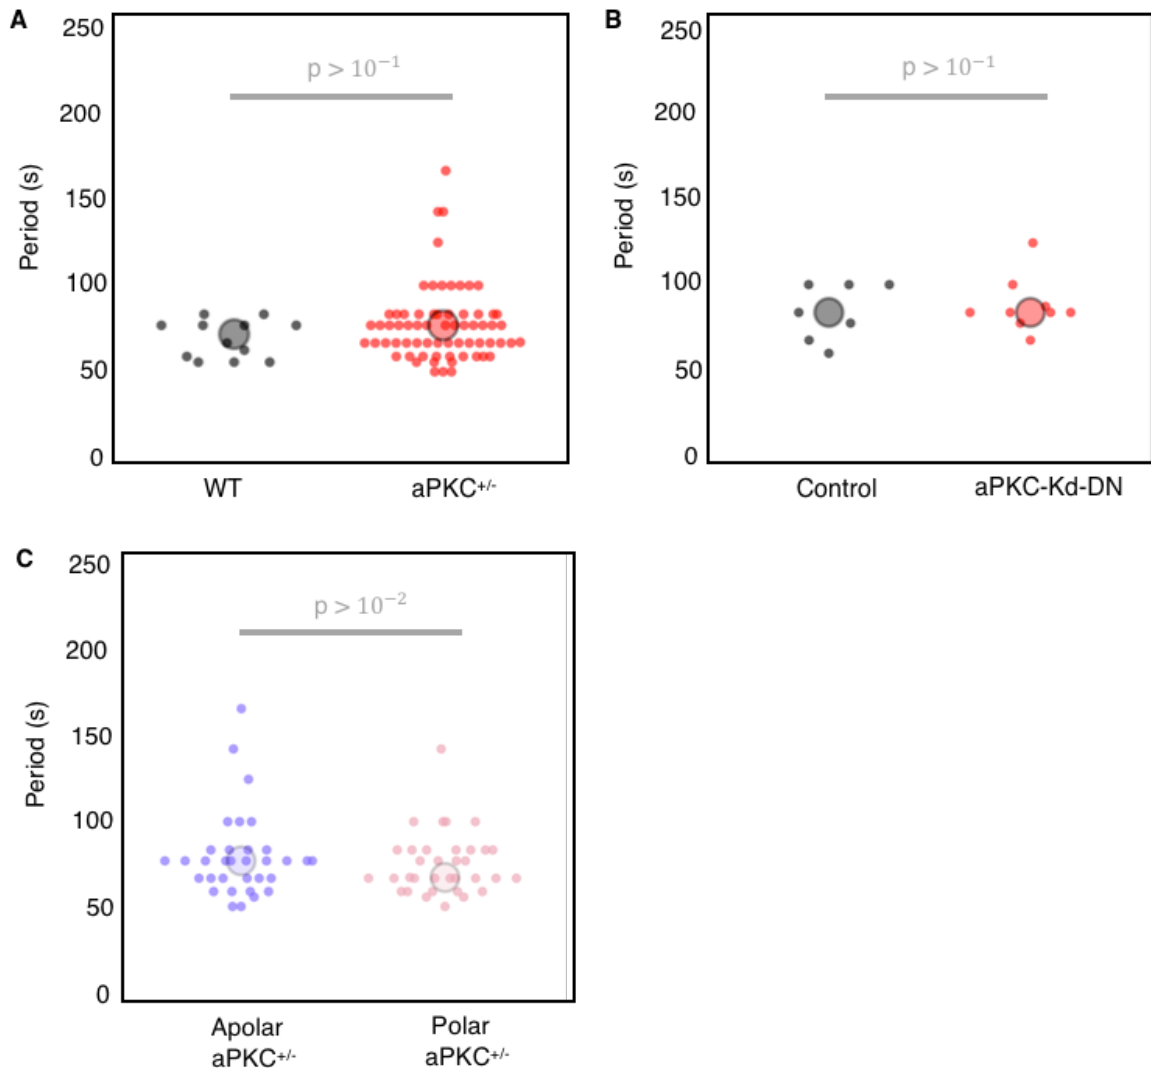 A
250
200
150
100
50
0
Period (s)
p > 10⁻¹
WT
aPKC⁺/⁻
B
250
200
150
100
50
0
Period (s)
p > 10⁻¹
Control
aPKC-Kd-DN
C
250
200
150
100
50
0
Period (s)
p > 10⁻²
Apolar
aPKC⁺/⁻
Polar
aPKC⁺/⁻